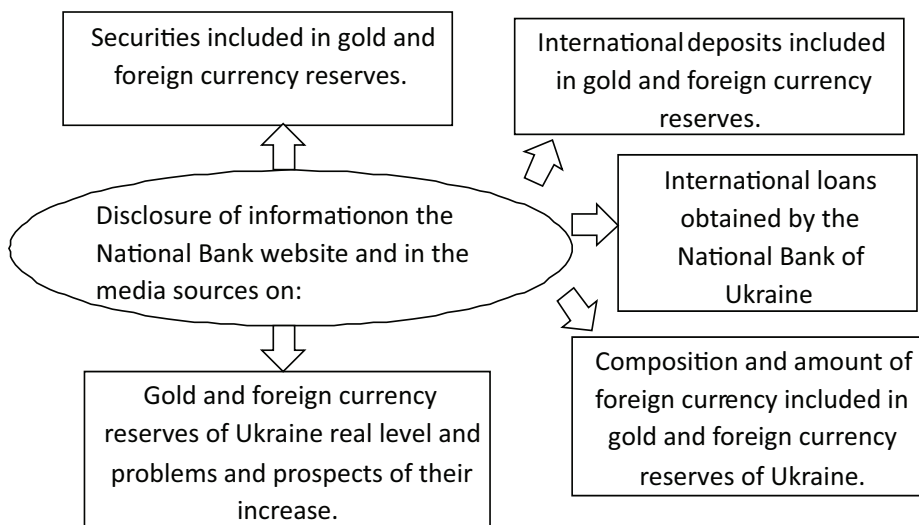 Securities included in gold and
foreign currency reserves.
International deposits included
in gold and foreign currency
reserves.
Disclosure of informationon the
National Bank website and in the
media sources on:
International loans
obtained by the
National Bank of
Ukraine
Gold and foreign currency
reserves of Ukraine real level and
problems and prospects of their
increase.
Composition and amount of
foreign currency included in
gold and foreign currency
reserves of Ukraine.